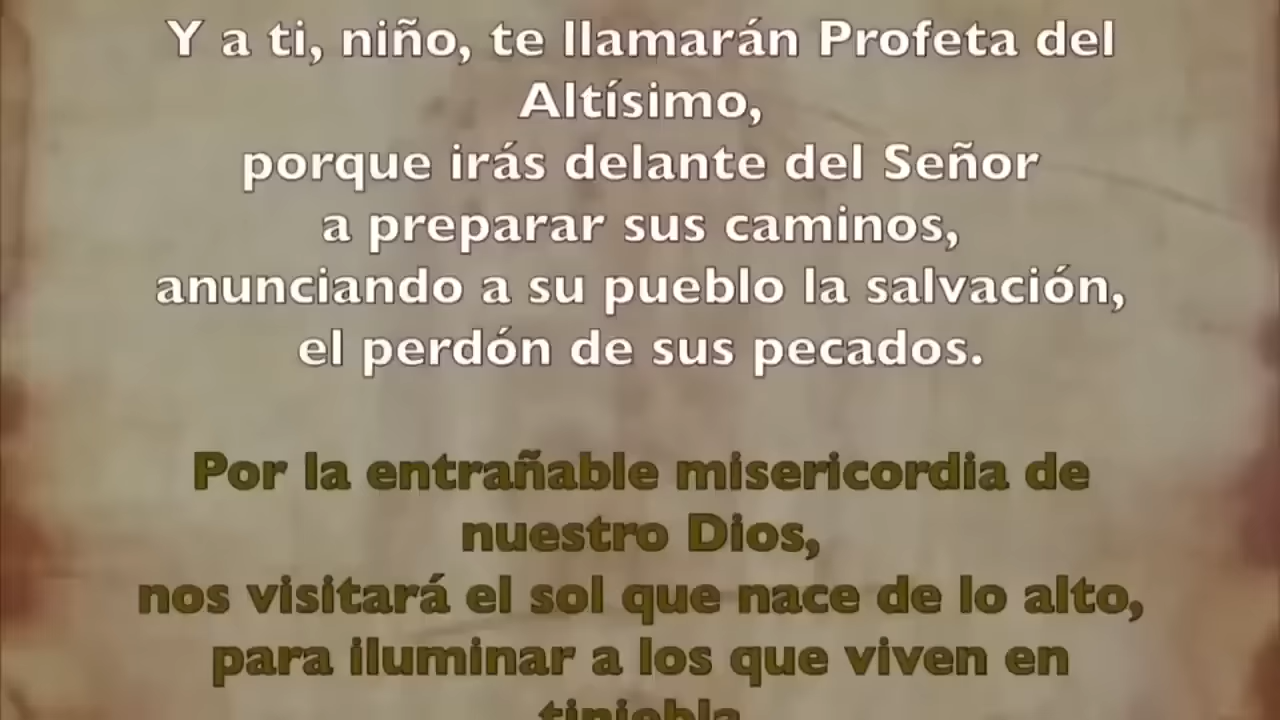 Y a ti, niño, te llamarán Profeta del
Altísimo,
porque irás delante del Señor
a preparar sus caminos,
anunciando a su pueblo la salvación,
el perdón de sus pecados.
Por la entrañable misericordia de
nuestro Dios,
nos visitará el sol que nace de lo alto,
para iluminar a los que viven en
tiniebla